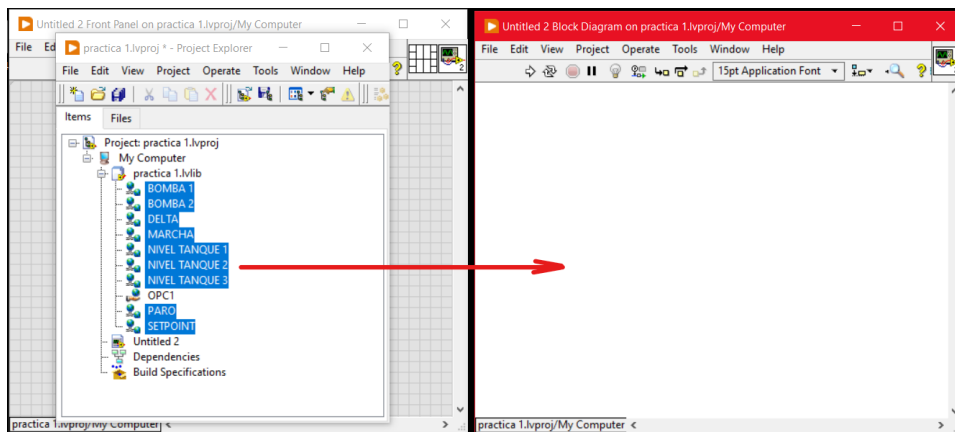 Untitled 2 Front Panel on practica 1.lvproj/My Computer
File
practica 1.lvproj * - Project Explorer
File Edit View Project Operate Tools Window Help
Items Files
Project: practica 1.lvproj
My Computer
practica 1.lvlib
BOMBA 1
BOMBA 2
DELTA
MARCHA
NIVEL TANQUE 1
NIVEL TANQUE 2
NIVEL TANQUE 3
OPC1
PARO
SETPOINT
Untitled 2
Dependencies
Build Specifications
2
practica 1.lvproj/My Computer
Untitled 2 Block Diagram on practica 1.lvproj/My Computer
File Edit View Project Operate Tools Window Help
15pt Application Font
practica 1.lvproj/My Computer